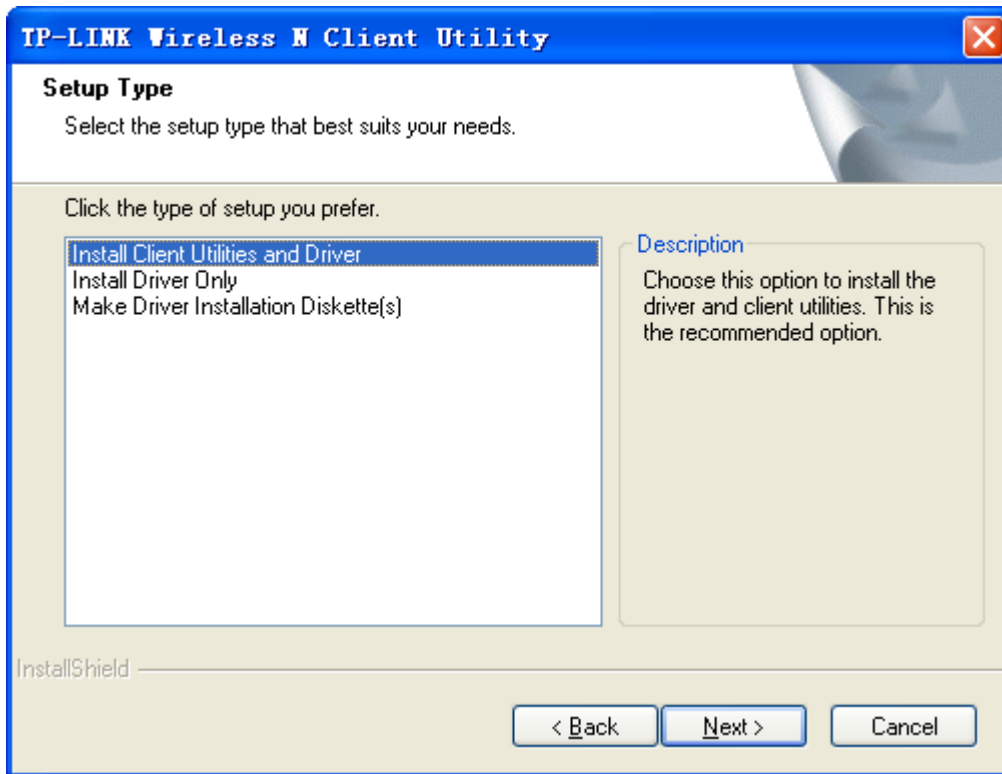 TP-LINK Wireless N Client Utility
Setup Type
Select the setup type that best suits your needs.
Click the type of setup you prefer.
Install Client Utilities and Driver
Install Driver Only
Make Driver Installation Diskette(s)
Description
Choose this option to install the
driver and client utilities. This is
the recommended option.
InstallShield
< Back
Next >
Cancel